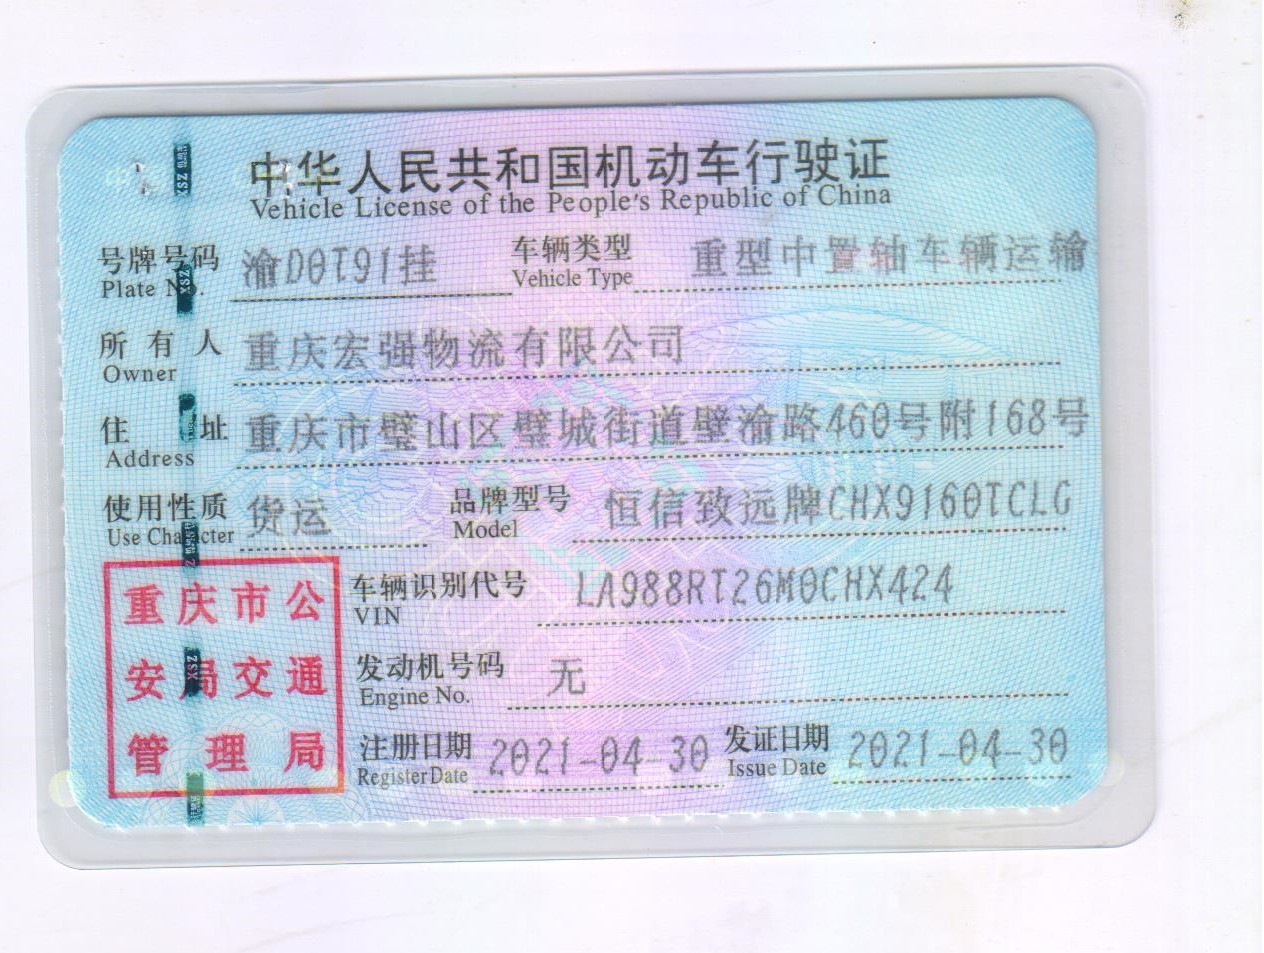 中华人民共和国机动车行驶证
Vehicle License of the People's Republic of China
号牌号码 渝D0T91挂 车辆类型 重型中置轴车辆运输
Plate No. Vehicle Type
所有人 重庆宏强物流有限公司
Owner
住址 重庆市璧山区璧城街道璧渝路460号附168号
Address
使用性质 货运 品牌型号 恒信致远牌CHX9160TCLG
Use Character Model
车辆识别代号 LA988RT26M0CHX424
VIN
发动机号码 无
Engine No.
注册日期 2021-04-30 发证日期 2021-04-30
Register Date Issue Date
重庆市公
安局交通
管理局